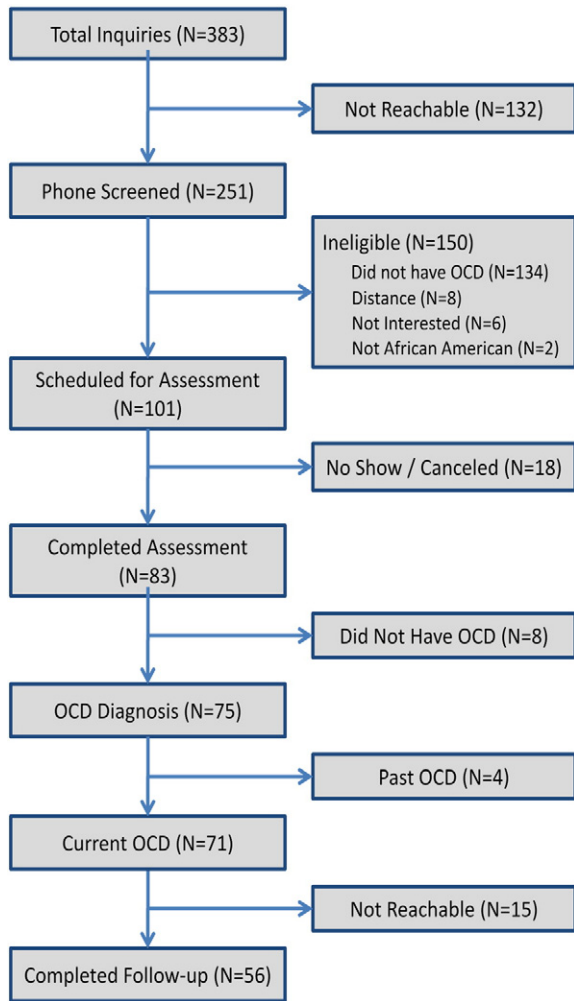 Total Inquiries (N=383)
Not Reachable (N=132)
Phone Screened (N=251)
Ineligible (N=150)
Did not have OCD (N=134)
Distance (N=8)
Not Interested (N=6)
Not African American (N=2)
Scheduled for Assessment
(N=101)
No Show / Canceled (N=18)
Completed Assessment
(N=83)
Did Not Have OCD (N=8)
OCD Diagnosis (N=75)
Past OCD (N=4)
Current OCD (N=71)
Not Reachable (N=15)
Completed Follow-up (N=56)